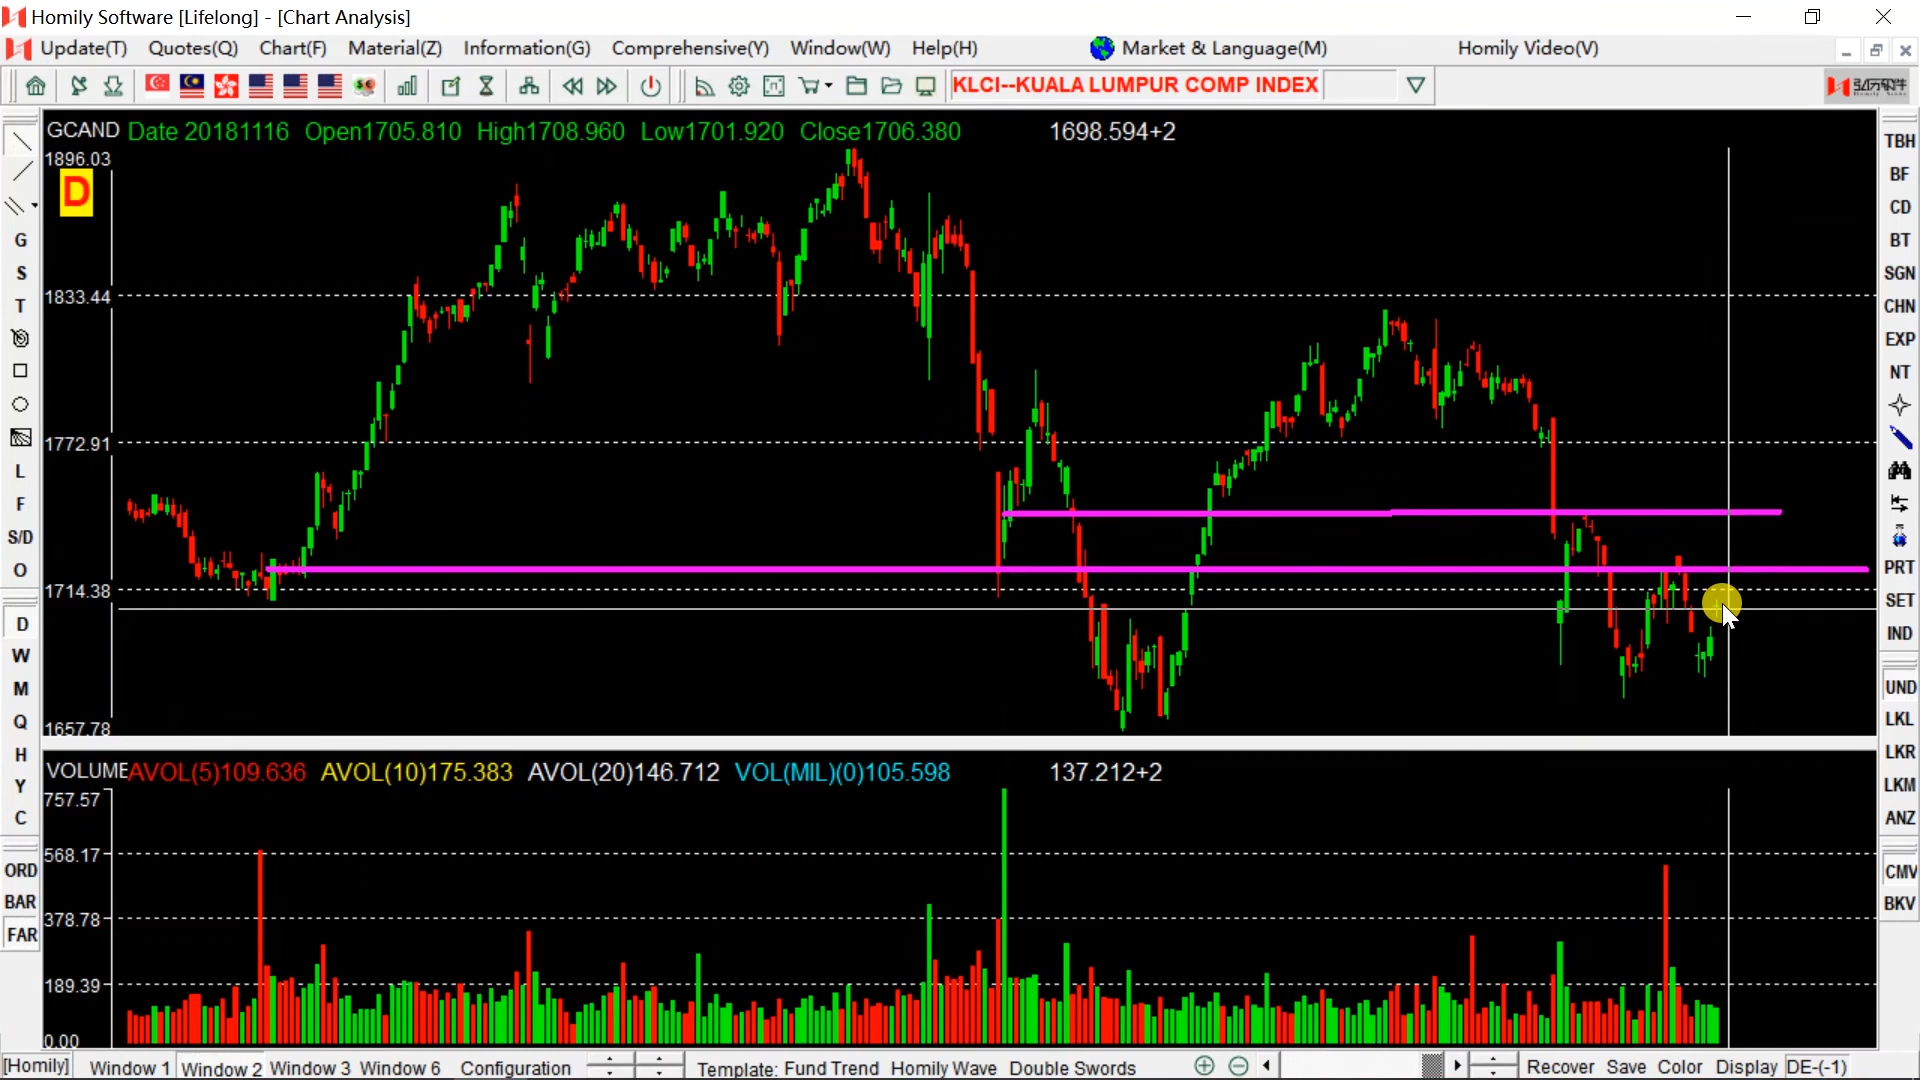 Homily Software [Lifelong] - [Chart Analysis]
Update(T) Quotes(Q) Chart(F) Material(Z) Information(G) Comprehensive(Y) Window(W) Help(H) Market & Language(M) Homily Video(V)
KLCI--KUALA LUMPUR COMP INDEX 弘历软件
GCAND Date 20181116 Open1705.810 High1708.960 Low1701.920 Close1706.380 1698.594+2
1896.03
D
1833.44
1772.91
1714.38
1657.78
VOLUME AVOL(5)109.636 AVOL(10)175.383 AVOL(20)146.712 VOL(MIL)(0)105.598 137.212+2
757.57
568.17
378.78
189.39
0.00
G
S
T
L
F
S/D
O
D
W
M
Q
H
Y
C
ORD
BAR
FAR
TBH
BF
CD
BT
SGN
CHN
EXP
NT
PRT
SET
IND
UND
LKL
LKR
LKM
ANZ
CMV
BKV
[Homily] Window 1 Window 2 Window 3 Window 6 Configuration Template: Fund Trend Homily Wave Double Swords Recover Save Color Display DE-(-1)